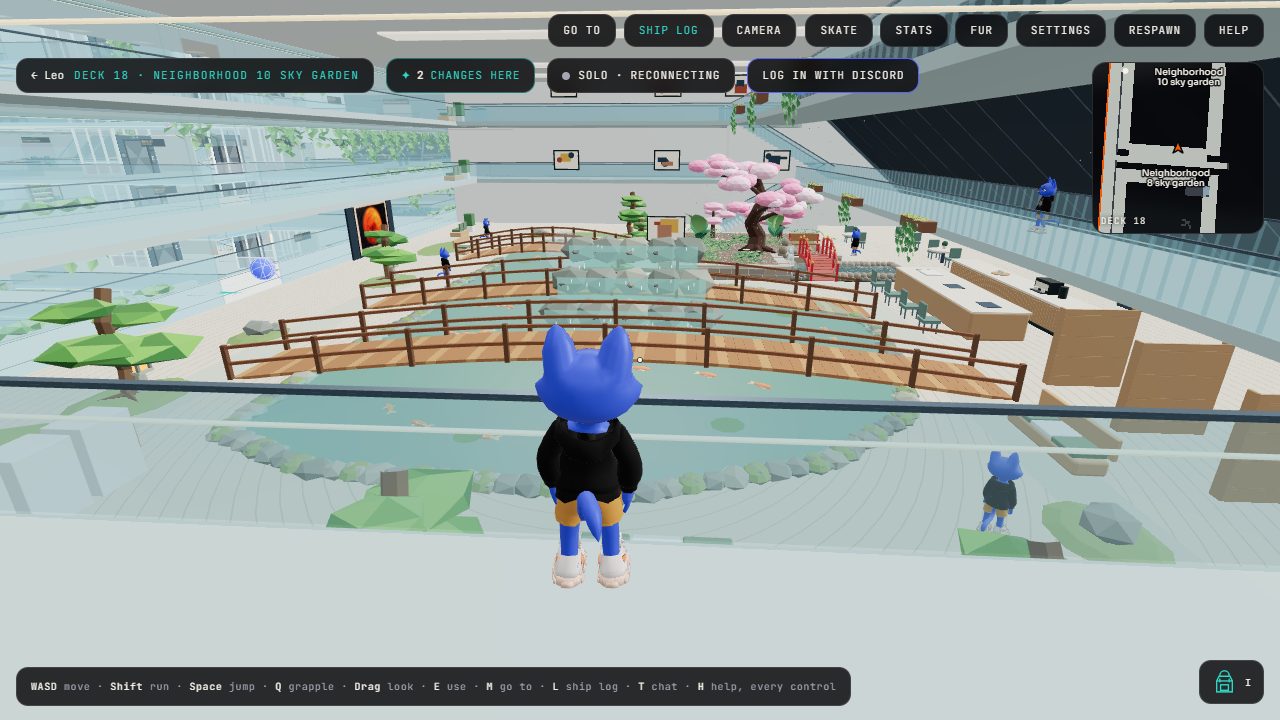 GO TO
SHIP LOG
CAMERA
SKATE
STATS
FUR
SETTINGS
RESPAWN
HELP
← Leo DECK 18 · NEIGHBORHOOD 10 SKY GARDEN
✦ 2 CHANGES HERE
SOLO · RECONNECTING
LOG IN WITH DISCORD
Neighborhood
10 sky garden
Neighborhood
8 sky garden
DECK 18
WASD move · Shift run · Space jump · Q grapple · Drag look · E use · M go to · L ship log · T chat · H help, every control
I